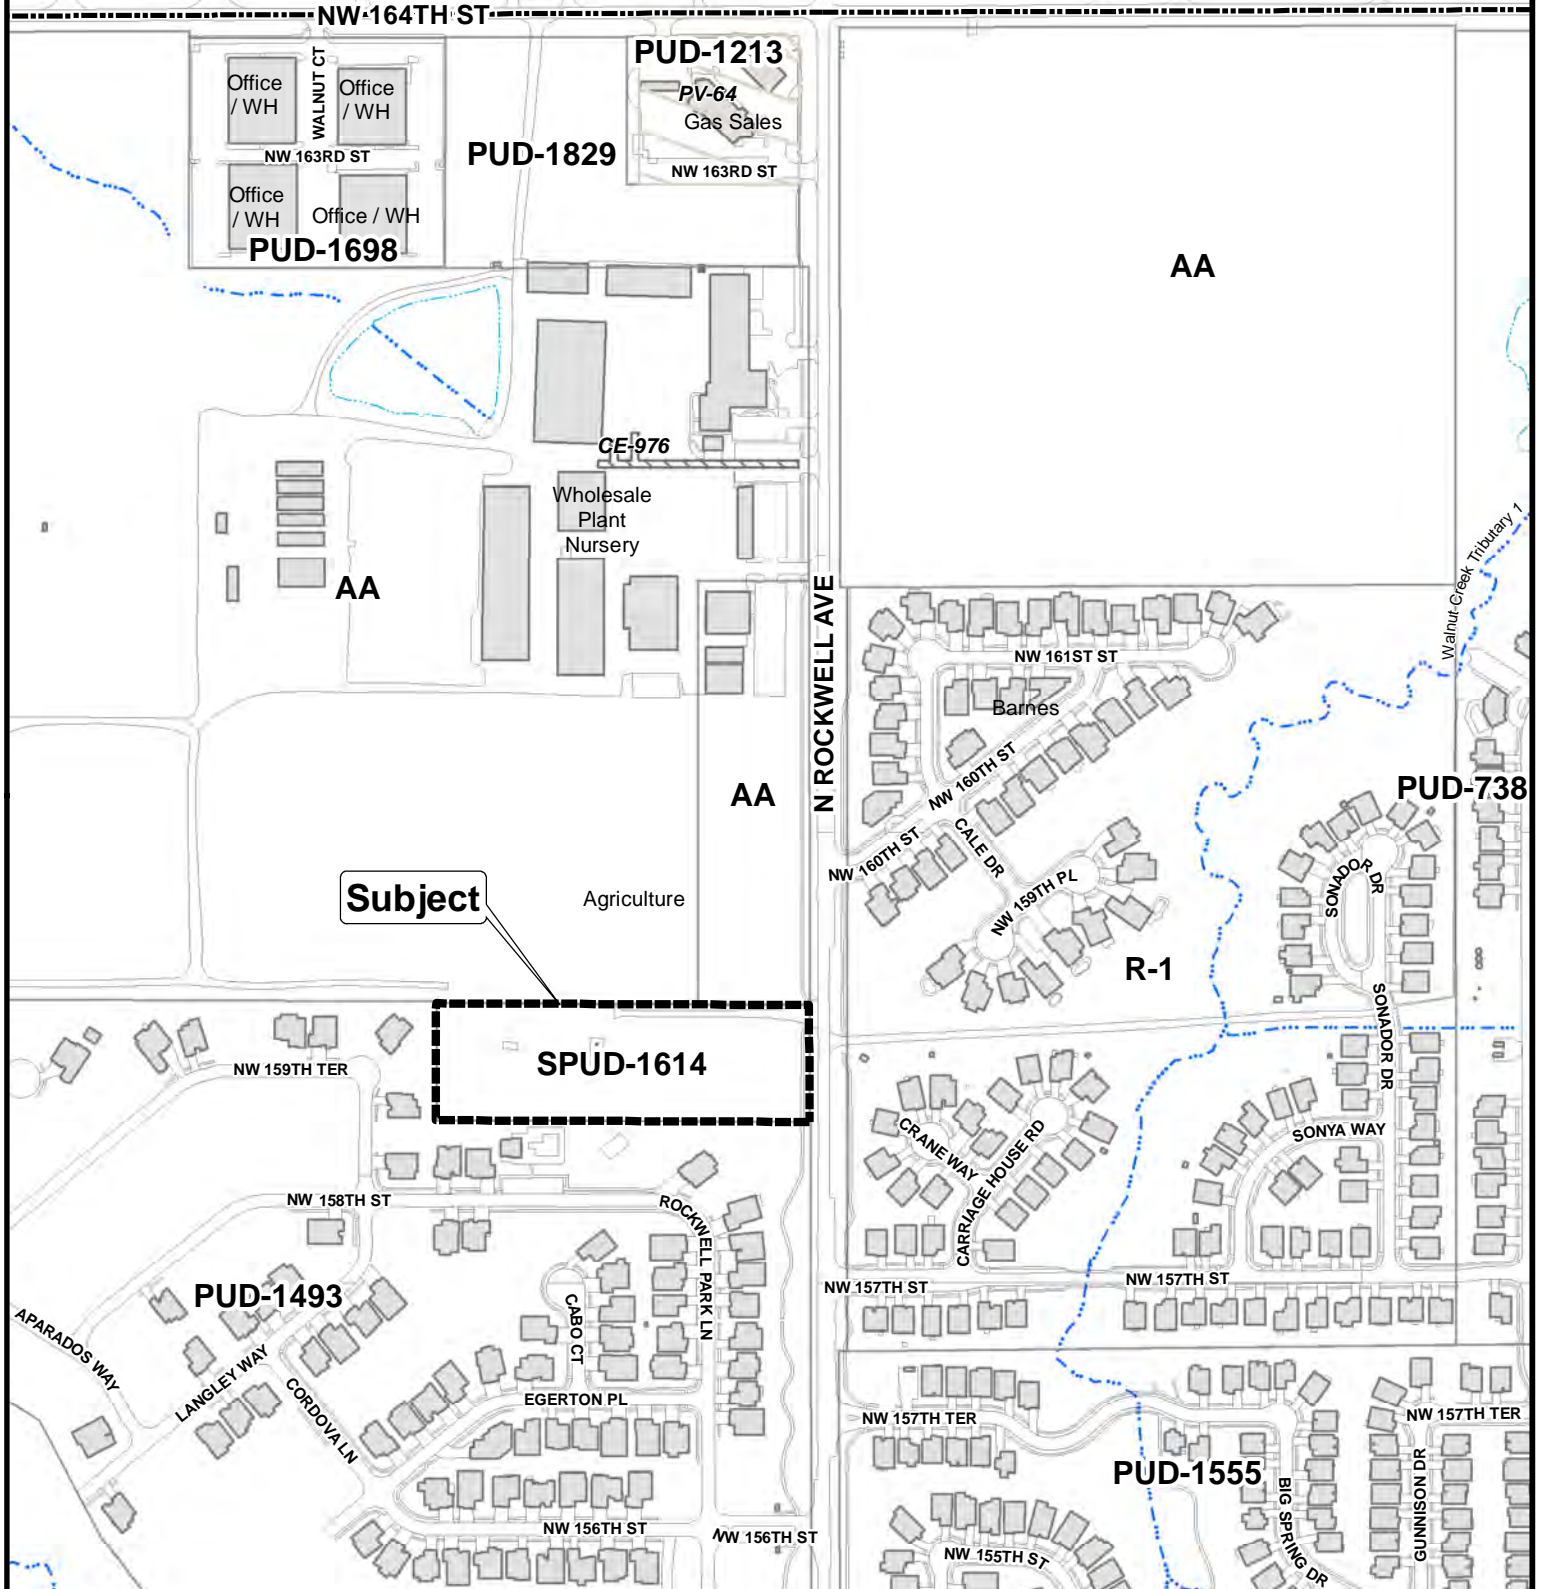 NW 164TH ST
PUD-1213
PV-64
Gas Sales
NW 163RD ST
Office
/ WH
WALNUT CT
Office
/ WH
NW 163RD ST
Office
/ WH
Office / WH
PUD-1698
PUD-1829
AA
CE-976
Wholesale
Plant
Nursery
AA
N ROCKWELL AVE
Walnut Creek Tributary 1
NW 161ST ST
Barnes
NW 160TH ST
AA
PUD-738
NW 160TH ST
CALE DR
NW 159TH PL
SONADOR DR
Subject
Agriculture
R-1
SONADOR DR
SPUD-1614
NW 159TH TER
CRANE WAY
CARRIAGE HOUSE RD
SONYA WAY
NW 158TH ST
ROCKWELL PARK LN
PUD-1493
NW 157TH ST
NW 157TH ST
CABO CT
APARADOS WAY
LANGLEY WAY
CORDOVA LN
EGERTON PL
NW 157TH TER
NW 157TH TER
PUD-1555
BIG SPRING DR
GUNNISON DR
NW 156TH ST
NW 156TH ST
NW 155TH ST